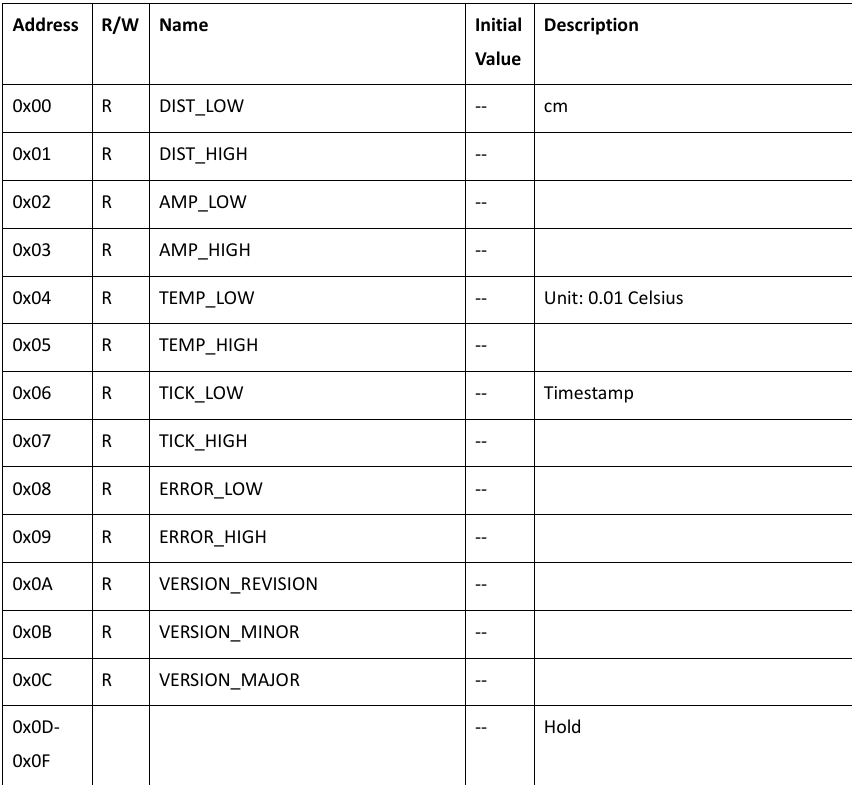 Address R/W Name Initial Value Description
0x00 R DIST_LOW -- cm
0x01 R DIST_HIGH --
0x02 R AMP_LOW --
0x03 R AMP_HIGH --
0x04 R TEMP_LOW -- Unit: 0.01 Celsius
0x05 R TEMP_HIGH --
0x06 R TICK_LOW -- Timestamp
0x07 R TICK_HIGH --
0x08 R ERROR_LOW --
0x09 R ERROR_HIGH --
0x0A R VERSION_REVISION --
0x0B R VERSION_MINOR --
0x0C R VERSION_MAJOR --
0x0D-0x0F -- Hold